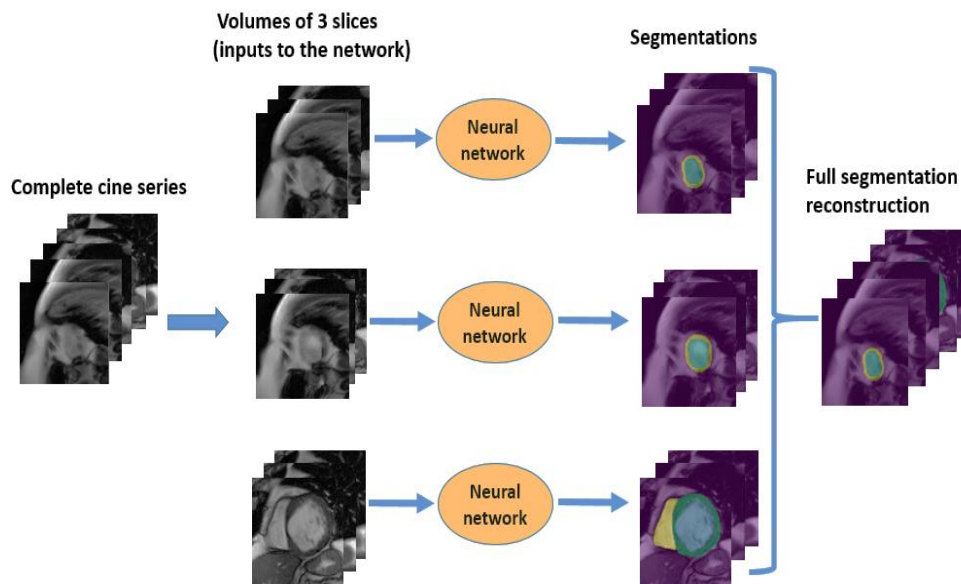 Volumes of 3 slices
(inputs to the network)
Segmentations
Neural
network
Complete cine series
Full segmentation
reconstruction
Neural
network
Neural
network